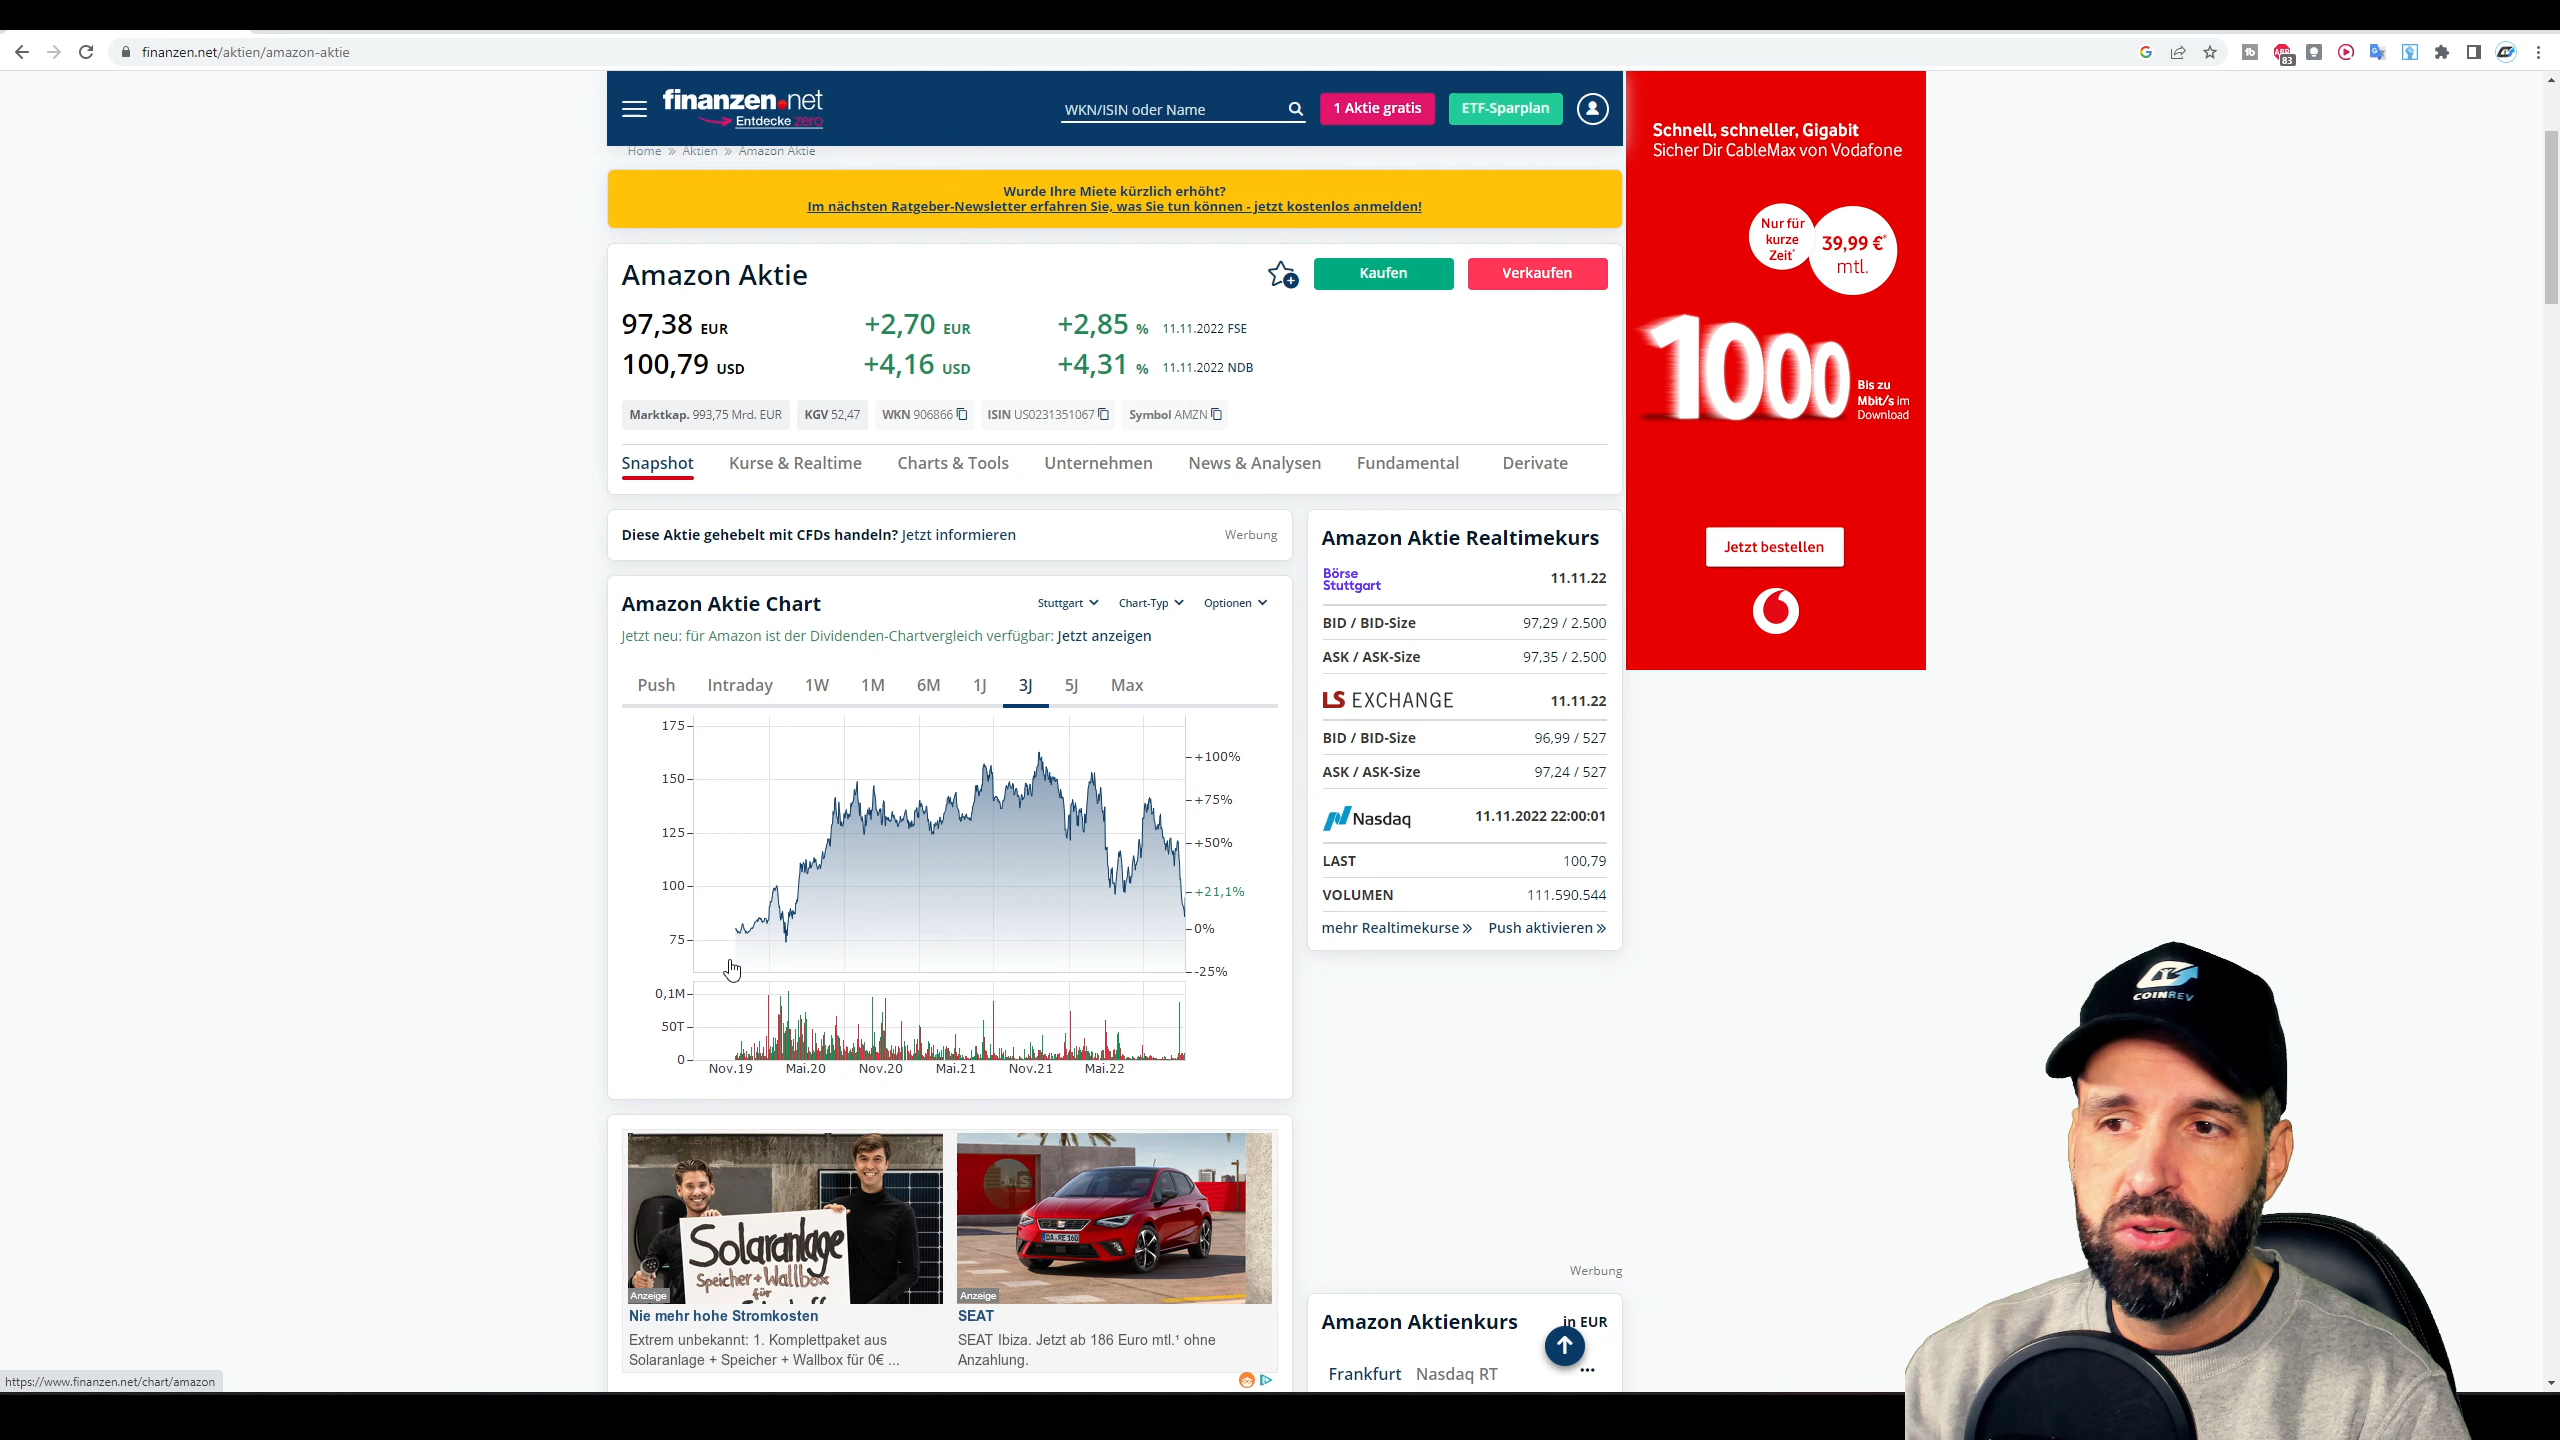 finanzen.net/aktien/amazon-aktie
83
finanzen.net
Entdecke zero
WKN/ISIN oder Name
1 Aktie gratis
ETF-Sparplan
Home » Aktien » Amazon Aktie
Wurde Ihre Miete kürzlich erhöht?
Im nächsten Ratgeber-Newsletter erfahren Sie, was Sie tun können - jetzt kostenlos anmelden!
Schnell, schneller, Gigabit
Sicher Dir CableMax von Vodafone
Nur für
kurze
Zeit*
39,99 €*
mtl.
1000
Bis zu
Mbit/s im
Download
Jetzt bestellen
Amazon Aktie
Kaufen
Verkaufen
97,38 EUR +2,70 EUR +2,85 % 11.11.2022 FSE
100,79 USD +4,16 USD +4,31 % 11.11.2022 NDB
Marktkap. 993,75 Mrd. EUR KGV 52,47 WKN 906866 ISIN US0231351067 Symbol AMZN
Snapshot Kurse & Realtime Charts & Tools Unternehmen News & Analysen Fundamental Derivate
Diese Aktie gehebelt mit CFDs handeln? Jetzt informieren Werbung
Amazon Aktie Chart
Stuttgart Chart-Typ Optionen
Jetzt neu: für Amazon ist der Dividenden-Chartvergleich verfügbar: Jetzt anzeigen
Push Intraday 1W 1M 6M 1J 3J 5J Max
175
150
125
100
75
+100%
+75%
+50%
+21,1%
0%
-25%
0,1M
50T
0
Nov.19 Mai.20 Nov.20 Mai.21 Nov.21 Mai.22
Amazon Aktie Realtimekurs
Börse
Stuttgart
11.11.22
BID / BID-Size 97,29 / 2.500
ASK / ASK-Size 97,35 / 2.500
LS EXCHANGE 11.11.22
BID / BID-Size 96,99 / 527
ASK / ASK-Size 97,24 / 527
Nasdaq 11.11.2022 22:00:01
LAST 100,79
VOLUMEN 111.590.544
mehr Realtimekurse » Push aktivieren »
Solaranlage
Speicher + Wallbox
für
Anzeige
Nie mehr hohe Stromkosten
Extrem unbekannt: 1. Komplettpaket aus
Solaranlage + Speicher + Wallbox für 0€ ...
DA·RE 160
Anzeige
SEAT
SEAT Ibiza. Jetzt ab 186 Euro mtl.¹ ohne
Anzahlung.
Werbung
Amazon Aktienkurs in EUR
Frankfurt Nasdaq RT ...
https://www.finanzen.net/chart/amazon
COINREV